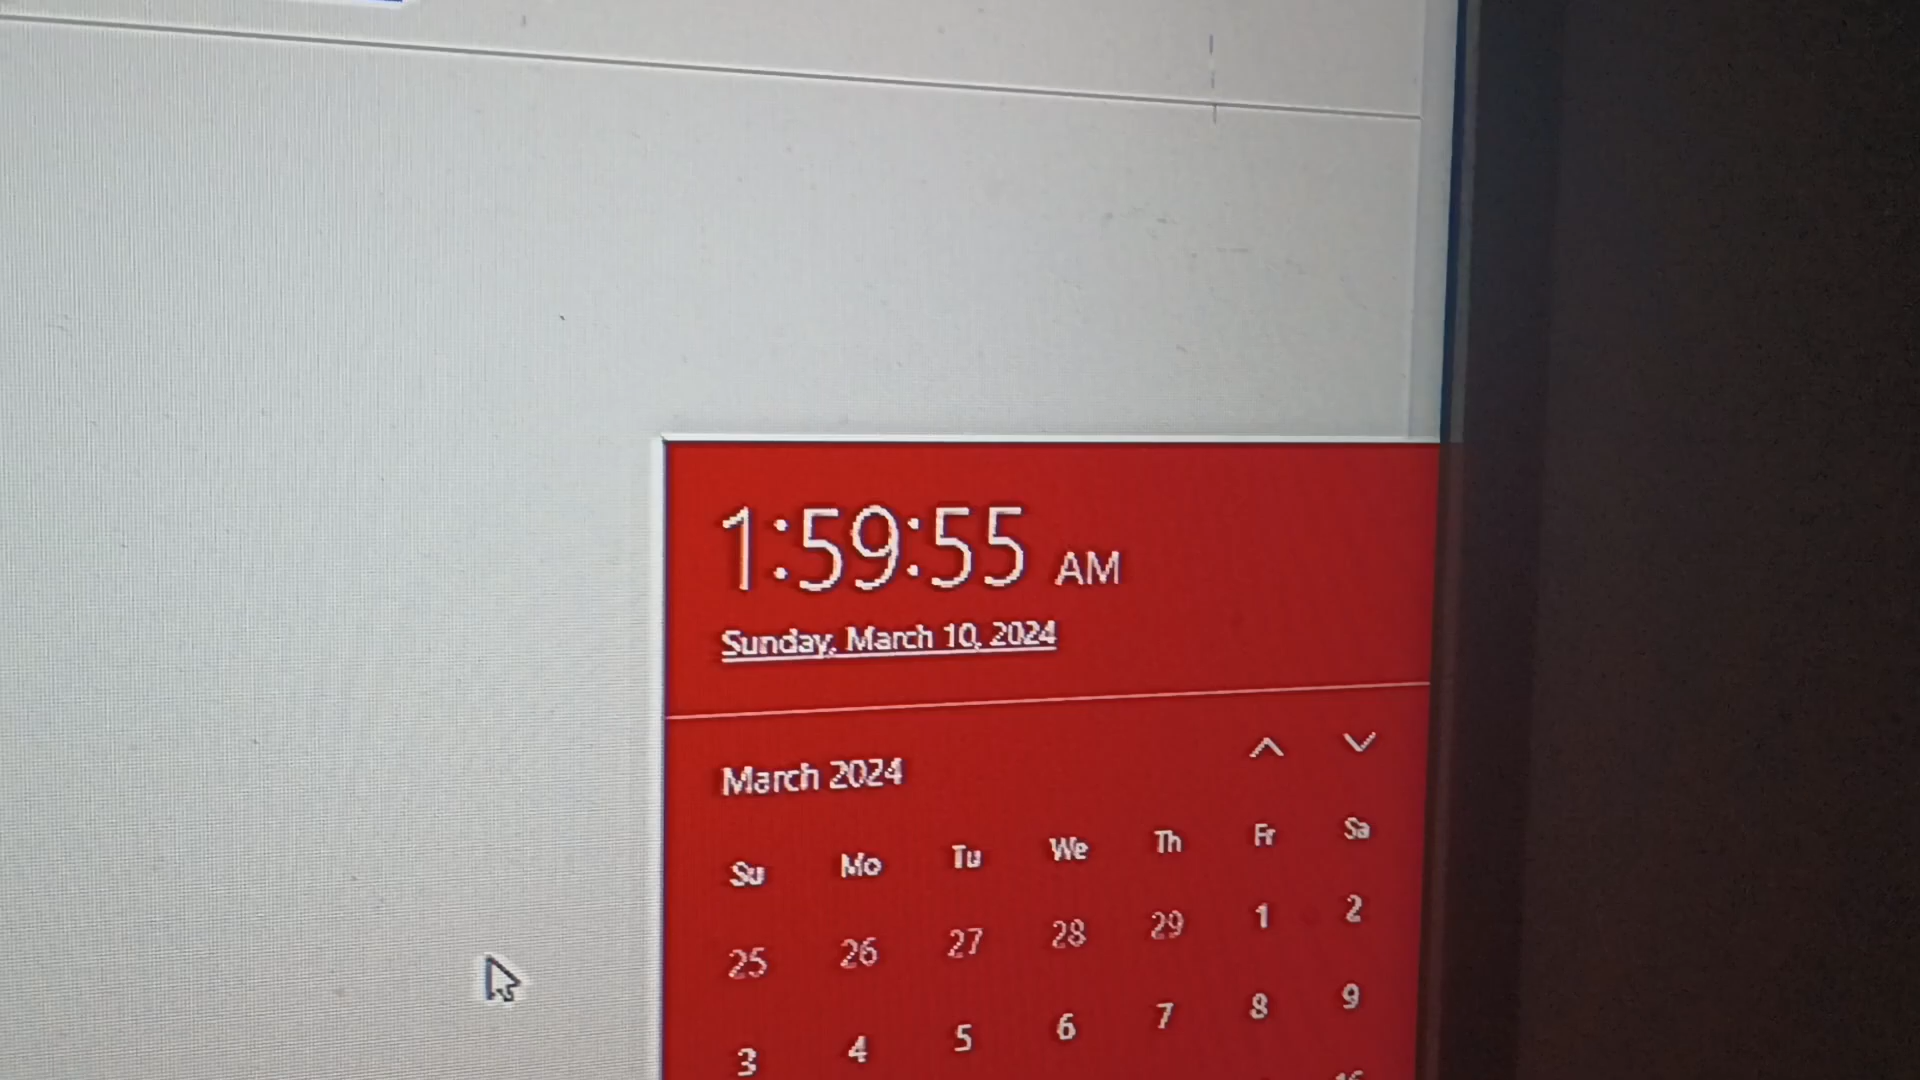 1:59:55 AM
Sunday, March 10, 2024
March 2024
Su Mo Tu We Th Fr Sa
25 26 27 28 29 1 2
3 4 5 6 7 8 9